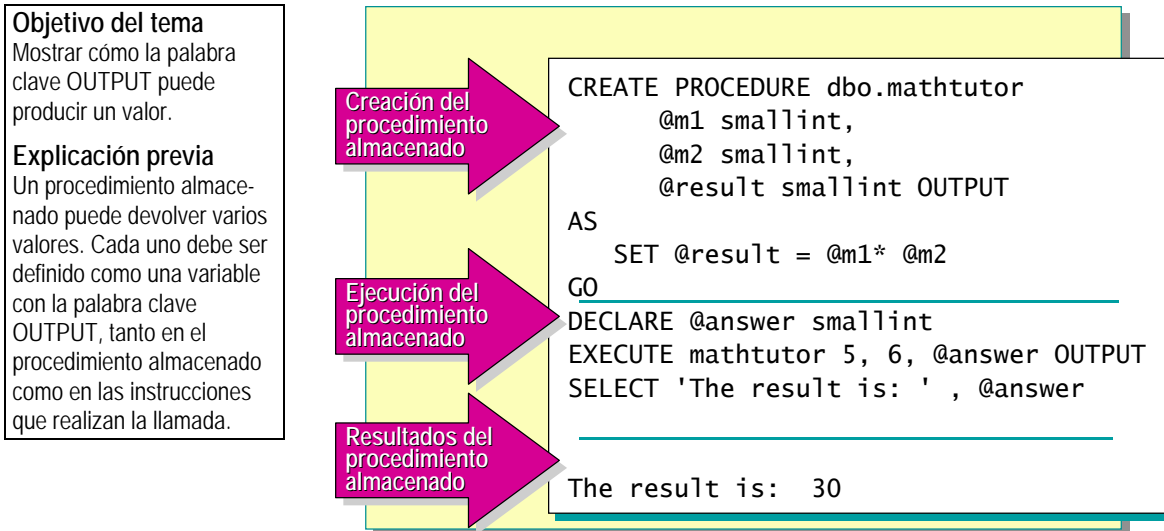 Objetivo del tema
Mostrar cómo la palabra
clave OUTPUT puede
producir un valor.
Explicación previa
Un procedimiento almace-
nado puede devolver varios
valores. Cada uno debe ser
definido como una variable
con la palabra clave
OUTPUT, tanto en el
procedimiento almacenado
como en las instrucciones
que realizan la llamada.
Creación del
procedimiento
almacenado
CREATE PROCEDURE dbo.mathtutor
@m1 smallint,
@m2 smallint,
@result smallint OUTPUT
AS
SET @result = @m1* @m2
GO
Ejecución del
procedimiento
almacenado
DECLARE @answer smallint
EXECUTE mathtutor 5, 6, @answer OUTPUT
SELECT 'The result is: ' , @answer
Resultados del
procedimiento
almacenado
The result is:  30